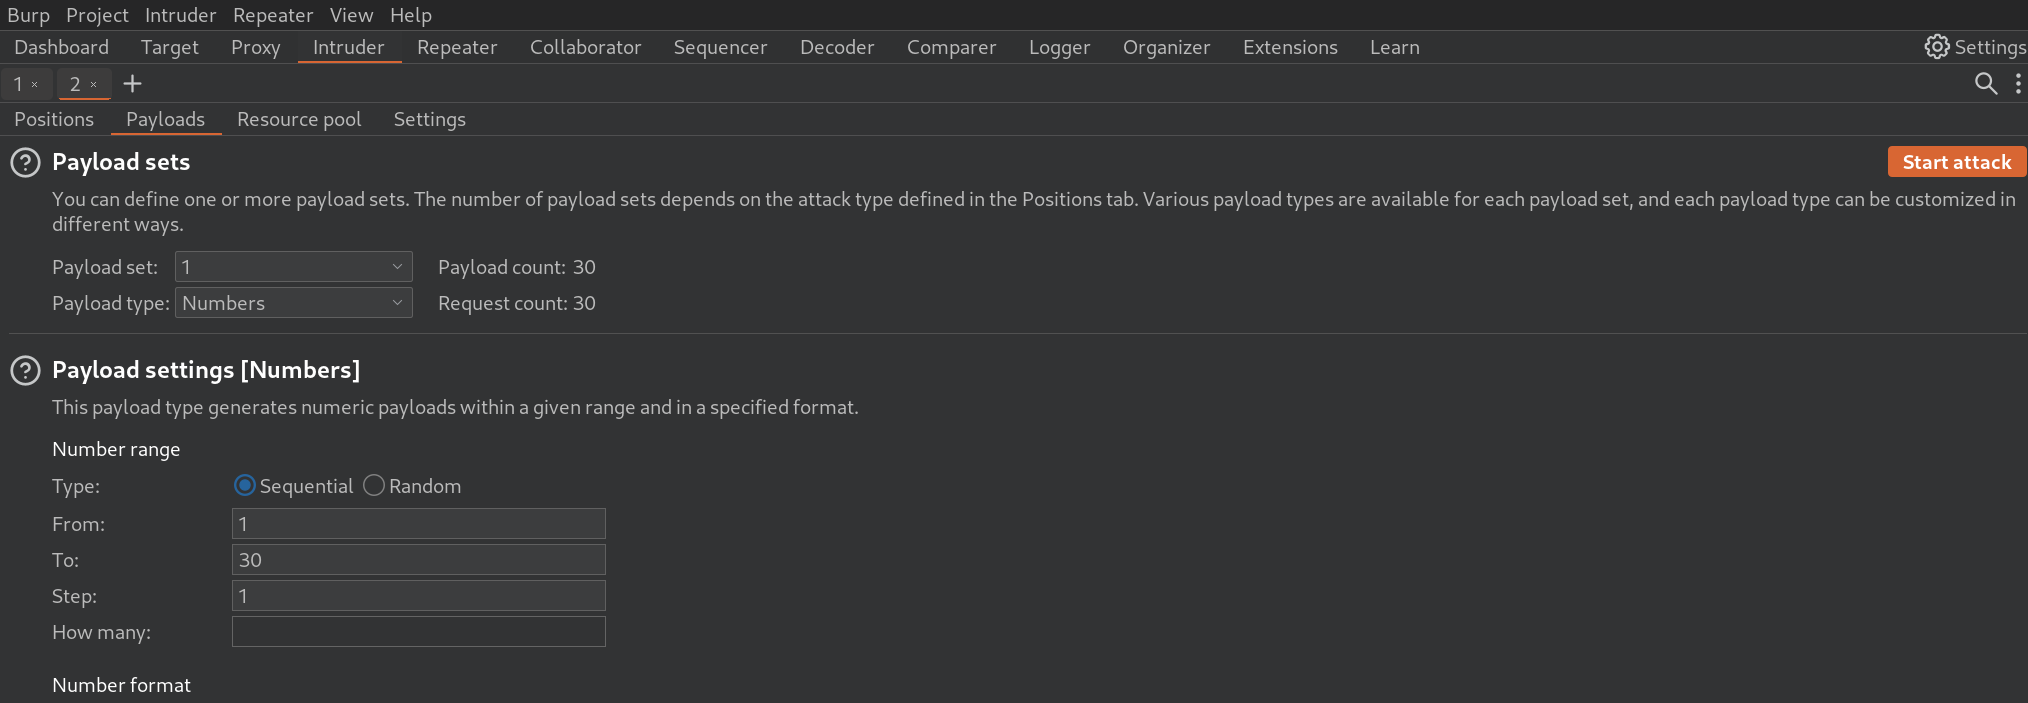 Burp Project Intruder Repeater View Help
Dashboard Target Proxy Intruder Repeater Collaborator Sequencer Decoder Comparer Logger Organizer Extensions Learn Settings
1 × 2 × +
Positions Payloads Resource pool Settings
? Payload sets Start attack
You can define one or more payload sets. The number of payload sets depends on the attack type defined in the Positions tab. Various payload types are available for each payload set, and each payload type can be customized in
different ways.
Payload set: 1 Payload count: 30
Payload type: Numbers Request count: 30
? Payload settings [Numbers]
This payload type generates numeric payloads within a given range and in a specified format.
Number range
Type: Sequential Random
From: 1
To: 30
Step: 1
How many:
Number format